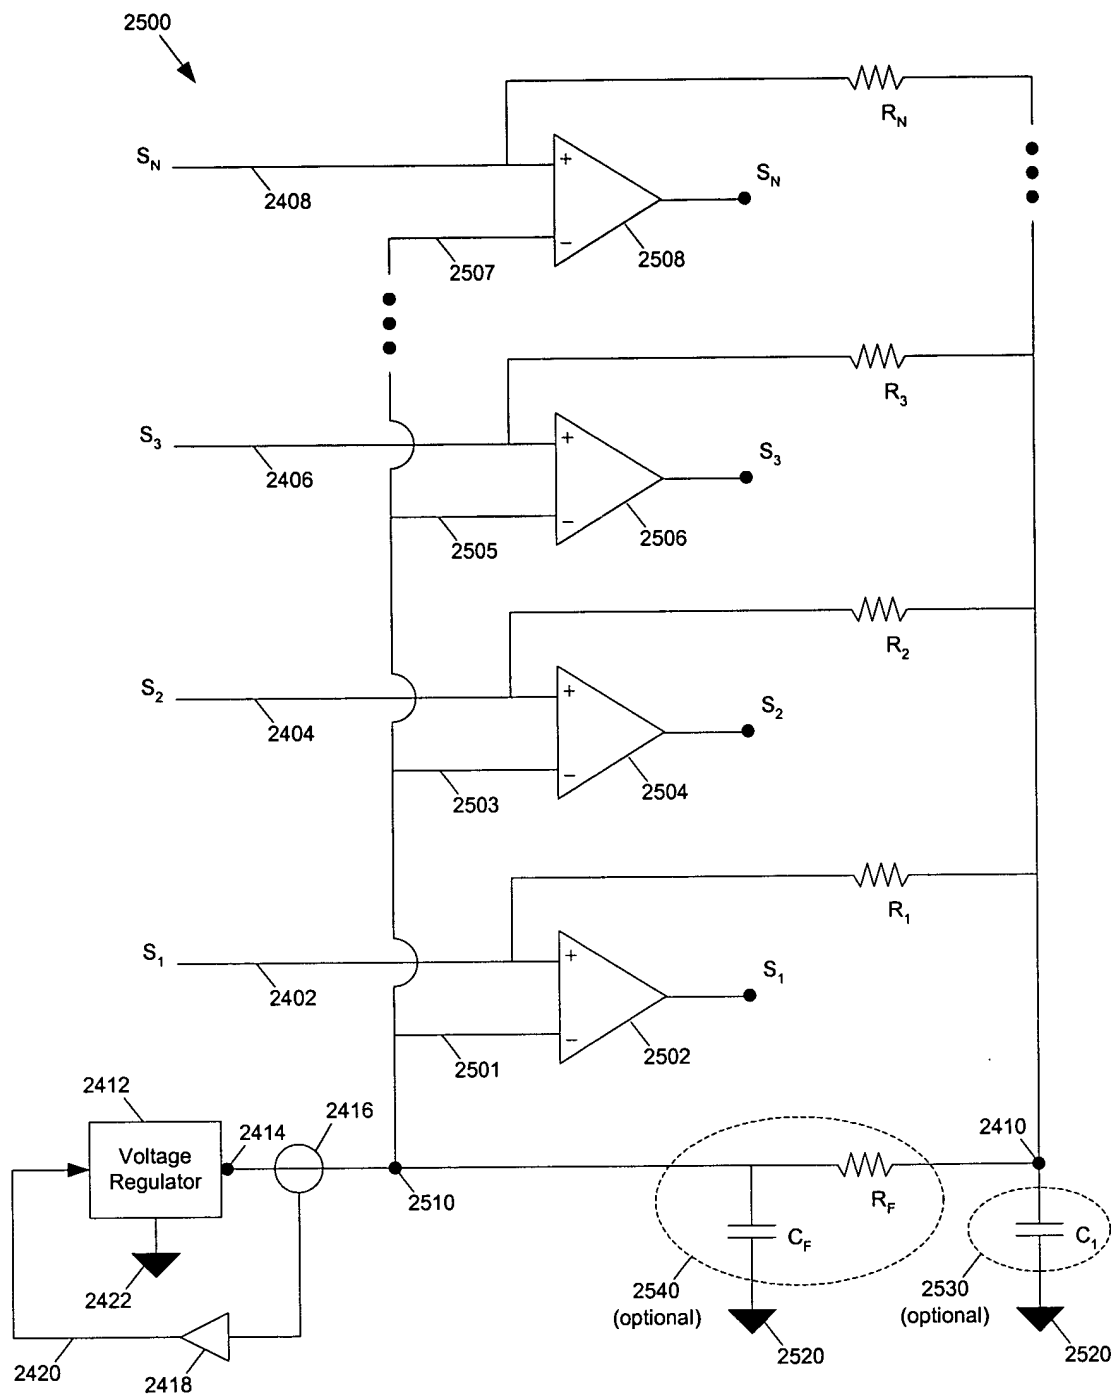 2500
R_N
S_N
+
S_N
2408
−
2507
2508
R_3
S_3
+
S_3
2406
−
2505
2506
R_2
S_2
+
S_2
2404
−
2503
2504
R_1
S_1
+
S_1
2402
−
2501
2502
2412
2416
2414
2410
Voltage
Regulator
2510
R_F
C_F
C_1
2422
2540
(optional)
2530
(optional)
2520
2520
2420
2418